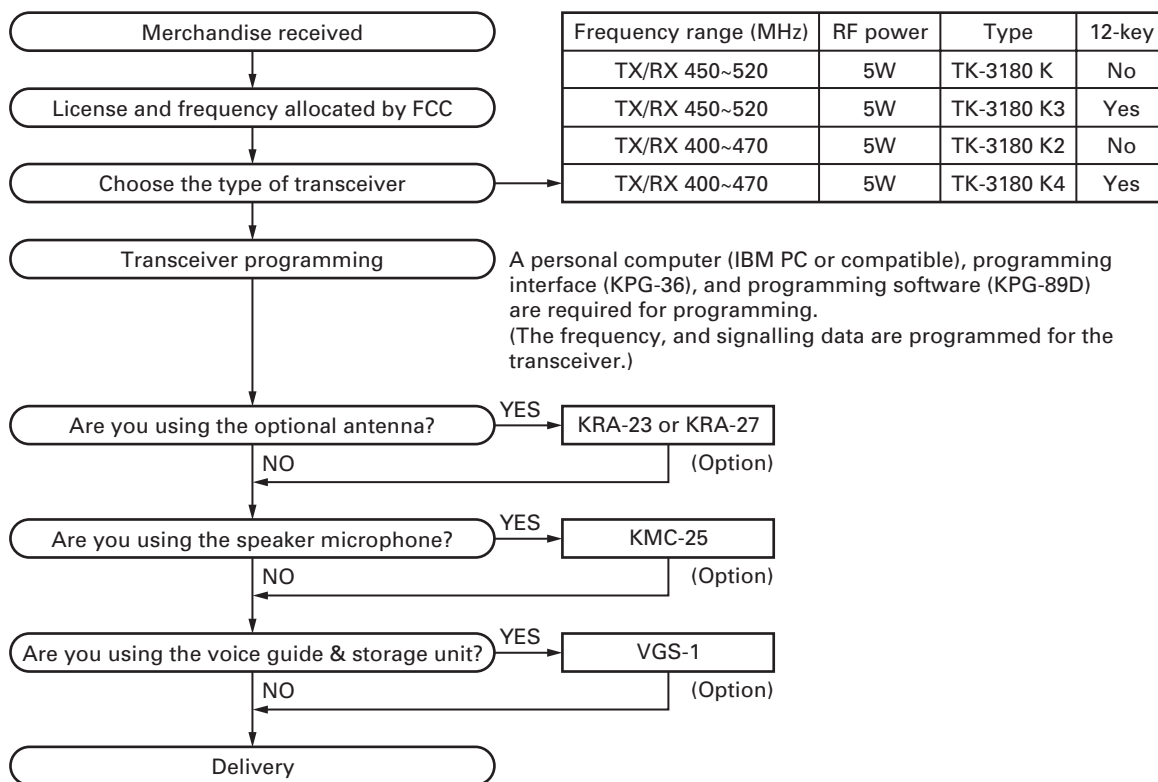 Merchandise received
License and frequency allocated by FCC
Choose the type of transceiver
Frequency range (MHz) RF power Type 12-key
TX/RX 450~520 5W TK-3180 K No
TX/RX 450~520 5W TK-3180 K3 Yes
TX/RX 400~470 5W TK-3180 K2 No
TX/RX 400~470 5W TK-3180 K4 Yes
Transceiver programming
A personal computer (IBM PC or compatible), programming
interface (KPG-36), and programming software (KPG-89D)
are required for programming.
(The frequency, and signalling data are programmed for the
transceiver.)
Are you using the optional antenna?
YES
KRA-23 or KRA-27
NO
(Option)
Are you using the speaker microphone?
YES
KMC-25
NO
(Option)
Are you using the voice guide & storage unit?
YES
VGS-1
NO
(Option)
Delivery